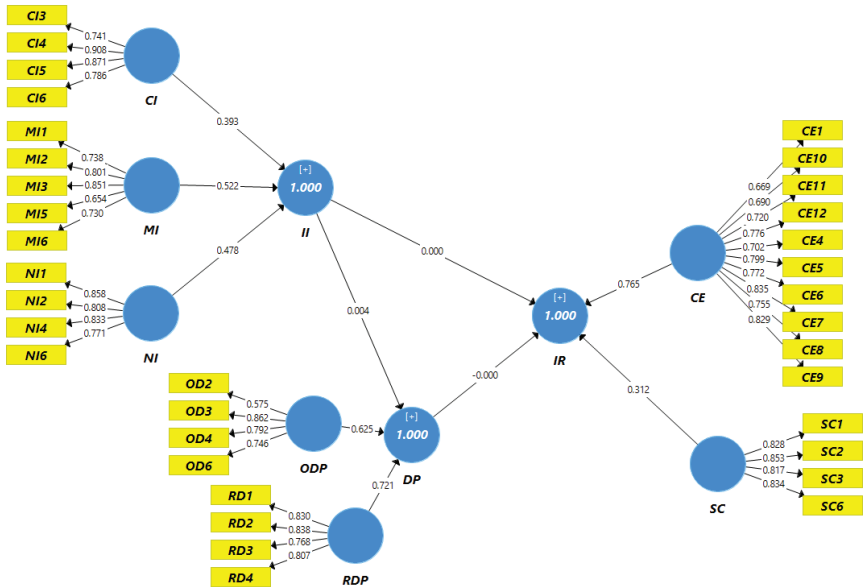 CI3
CI4
CI5
CI6
0.741
0.908
0.871
0.786
CI
MI1
MI2
MI3
MI5
MI6
0.738
0.801
0.851
0.654
0.730
MI
NI1
NI2
NI4
NI6
0.858
0.808
0.833
0.771
NI
0.393
0.522
0.478
[+]
1.000
II
0.000
0.004
OD2
OD3
OD4
OD6
0.575
0.862
0.792
0.746
ODP
0.625
RD1
RD2
RD3
RD4
0.830
0.838
0.768
0.807
RDP
0.721
[+]
1.000
DP
-0.000
[+]
1.000
IR
0.765
0.312
CE
0.669
0.690
0.720
0.776
0.702
0.799
0.772
0.835
0.755
0.829
CE1
CE10
CE11
CE12
CE4
CE5
CE6
CE7
CE8
CE9
SC
0.828
0.853
0.817
0.834
SC1
SC2
SC3
SC6